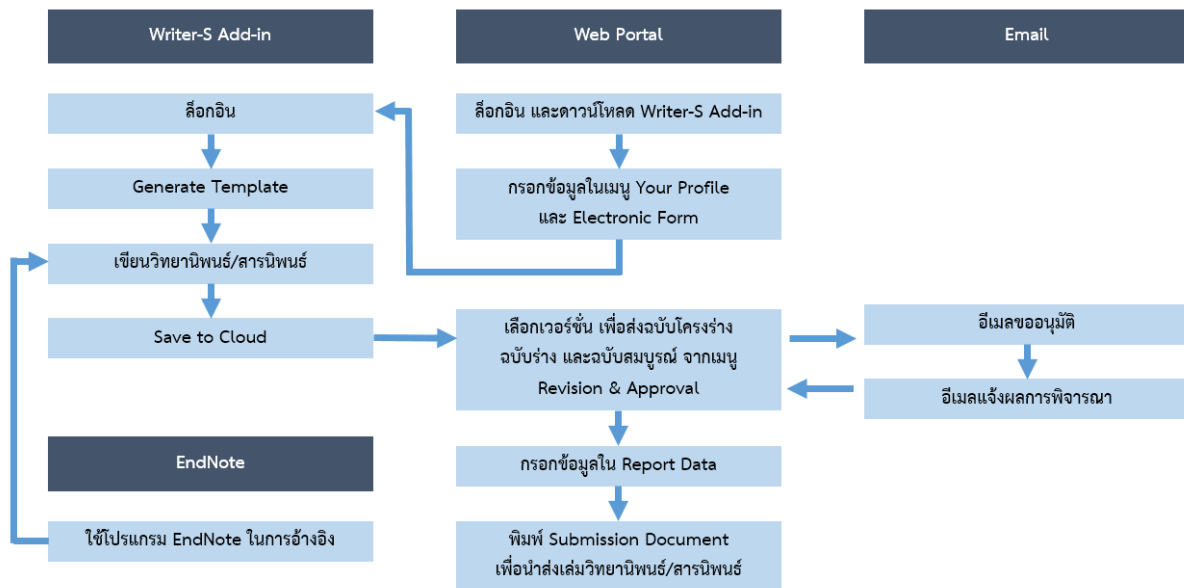 Writer-S Add-in
Web Portal
Email
ล็อกอิน
ล็อกอิน และดาวน์โหลด Writer-S Add-in
Generate Template
กรอกข้อมูลในเมนู Your Profile
และ Electronic Form
เขียนวิทยานิพนธ์/สารนิพนธ์
Save to Cloud
เลือกเวอร์ชั่น เพื่อส่งฉบับโครงร่าง
ฉบับร่าง และฉบับสมบูรณ์ จากเมนู
Revision & Approval
อีเมลขออนุมัติ
อีเมลแจ้งผลการพิจารณา
EndNote
กรอกข้อมูลใน Report Data
ใช้โปรแกรม EndNote ในการอ้างอิง
พิมพ์ Submission Document
เพื่อนำส่งเล่มวิทยานิพนธ์/สารนิพนธ์